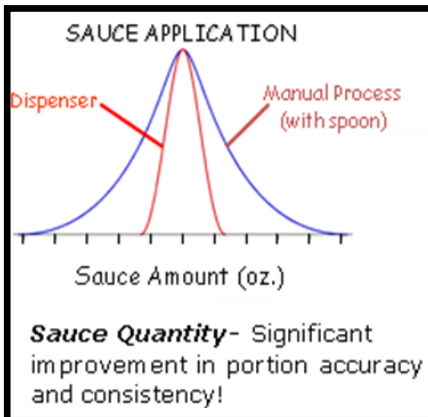 SAUCE APPLICATION
Dispenser
Manual Process
(with spoon)
Sauce Amount (oz.)
Sauce Quantity- Significant
improvement in portion accuracy
and consistency!